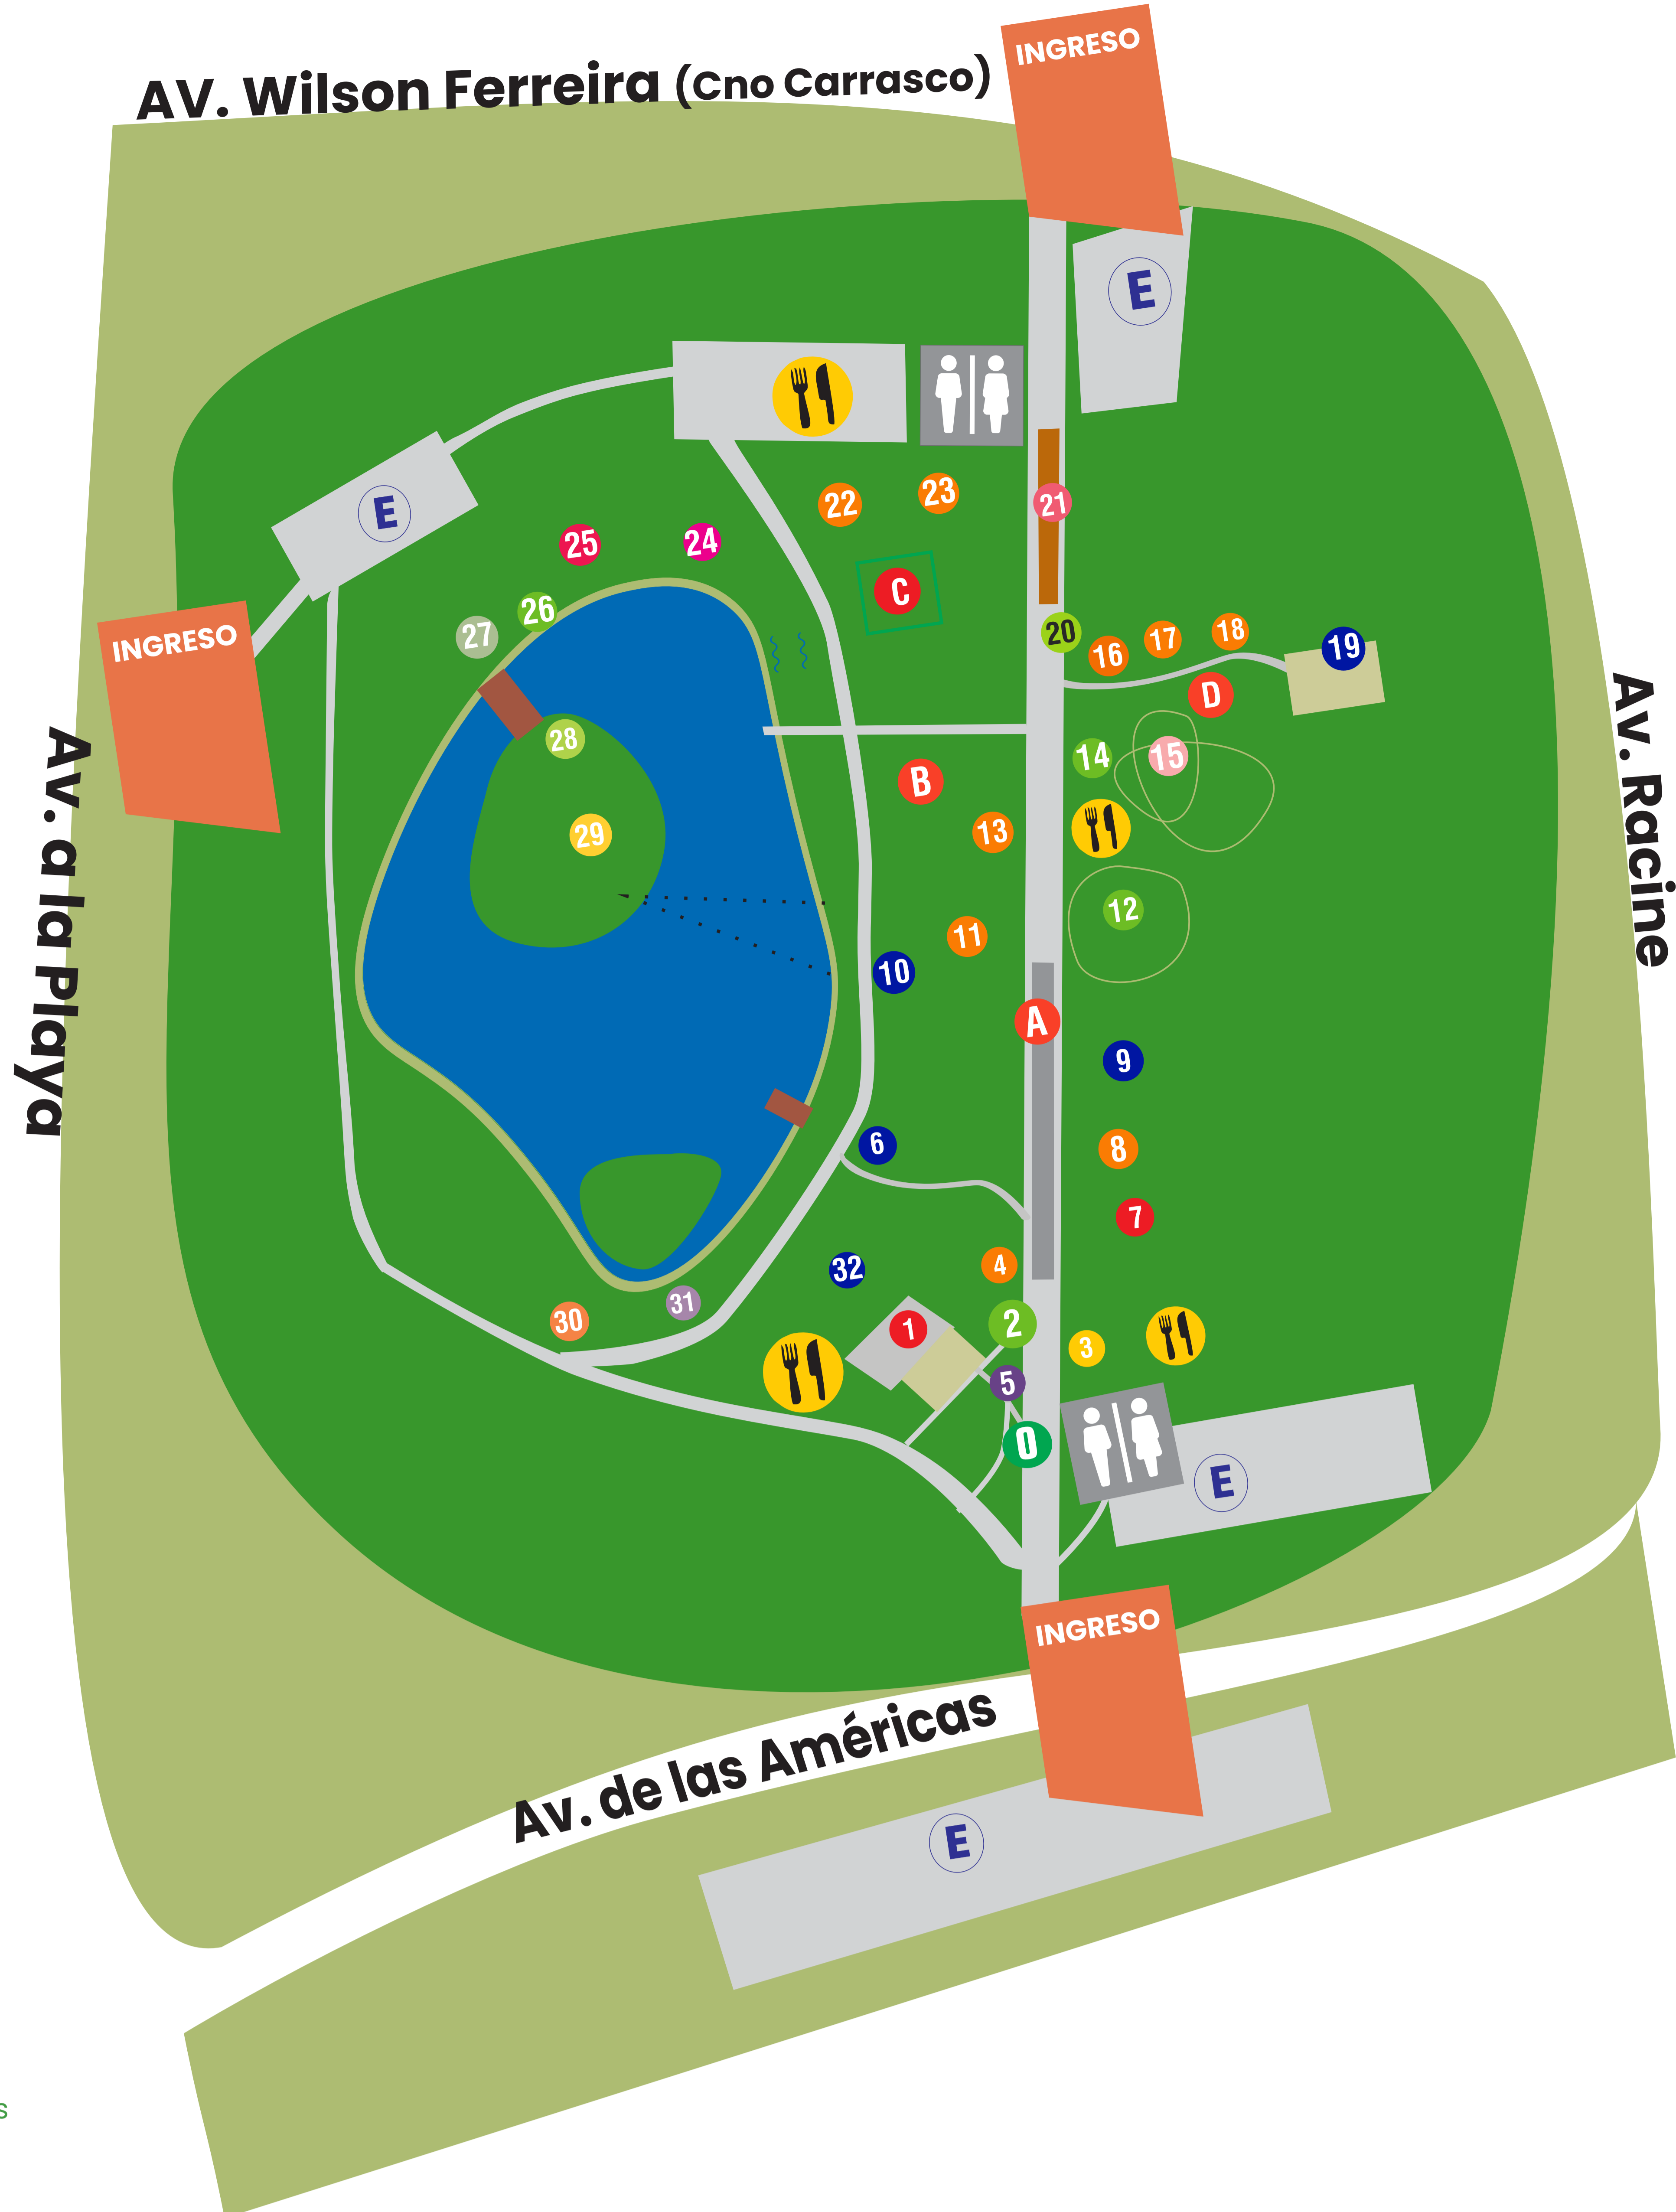 INGRESO
AV. Wilson Ferreira (Cno Carrasco)
E
E
22
23
21
25
24
C
26
27
20
16
17
18
19
INGRESO
D
28
14
15
B
29
13
Av. a la Playa
Av. Racine
12
11
10
A
9
6
8
7
32
4
31
30
1
2
3
5
0
E
INGRESO
Av. de las Américas
E
s